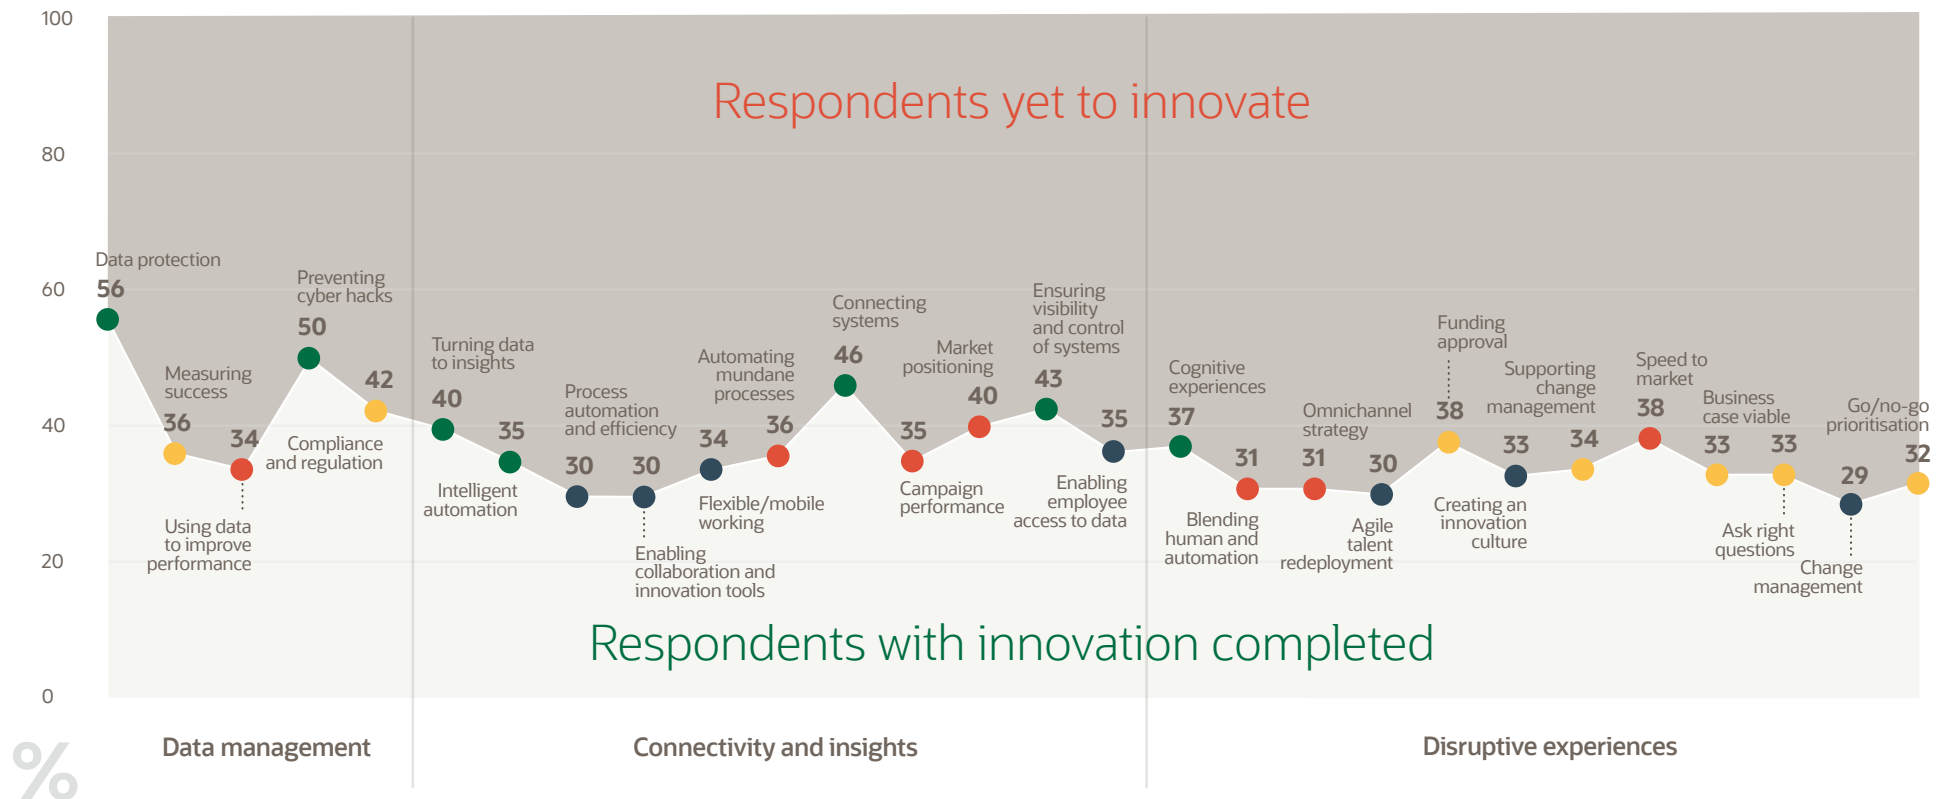 100
80
60
40
20
0
%
Respondents yet to innovate
Respondents with innovation completed
Data protection
56
Measuring
success
36
34
Using data
to improve
performance
Preventing
cyber hacks
50
42
Compliance
and regulation
Turning data
to insights
40
35
Intelligent
automation
Process
automation
and efficiency
30
30
Enabling
collaboration and
innovation tools
34
Flexible/mobile
working
Automating
mundane
processes
36
Connecting
systems
46
35
Campaign
performance
Market
positioning
40
Ensuring
visibility
and control
of systems
43
35
Enabling
employee
access to data
Cognitive
experiences
37
31
Blending
human and
automation
Omnichannel
strategy
31
30
Agile
talent
redeployment
Funding
approval
38
33
Creating an
innovation
culture
Supporting
change
management
34
Speed to
market
38
Business
case viable
33
33
Ask right
questions
29
Change
management
Go/no-go
prioritisation
32
Data management
Connectivity and insights
Disruptive experiences